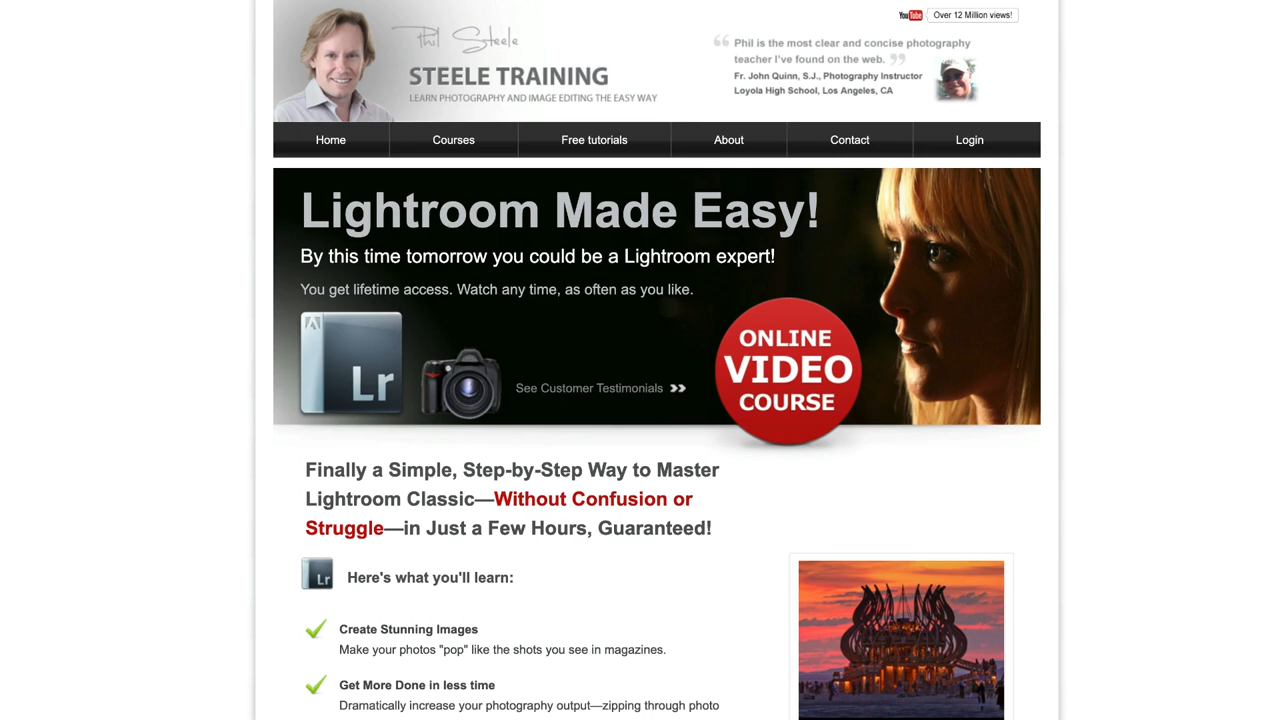 You Tube Over 12 Million views!
Phil Steele
STEELE TRAINING
LEARN PHOTOGRAPHY AND IMAGE EDITING THE EASY WAY
“ Phil is the most clear and concise photography
teacher I've found on the web. ”
Fr. John Quinn, S.J., Photography Instructor
Loyola High School, Los Angeles, CA
Home Courses Free tutorials About Contact Login
Lightroom Made Easy!
By this time tomorrow you could be a Lightroom expert!
You get lifetime access. Watch any time, as often as you like.
Lr
See Customer Testimonials
ONLINE
VIDEO
COURSE
Finally a Simple, Step-by-Step Way to Master
Lightroom Classic—Without Confusion or
Struggle—in Just a Few Hours, Guaranteed!
Lr Here's what you'll learn:
Create Stunning Images
Make your photos "pop" like the shots you see in magazines.
Get More Done in less time
Dramatically increase your photography output—zipping through photo